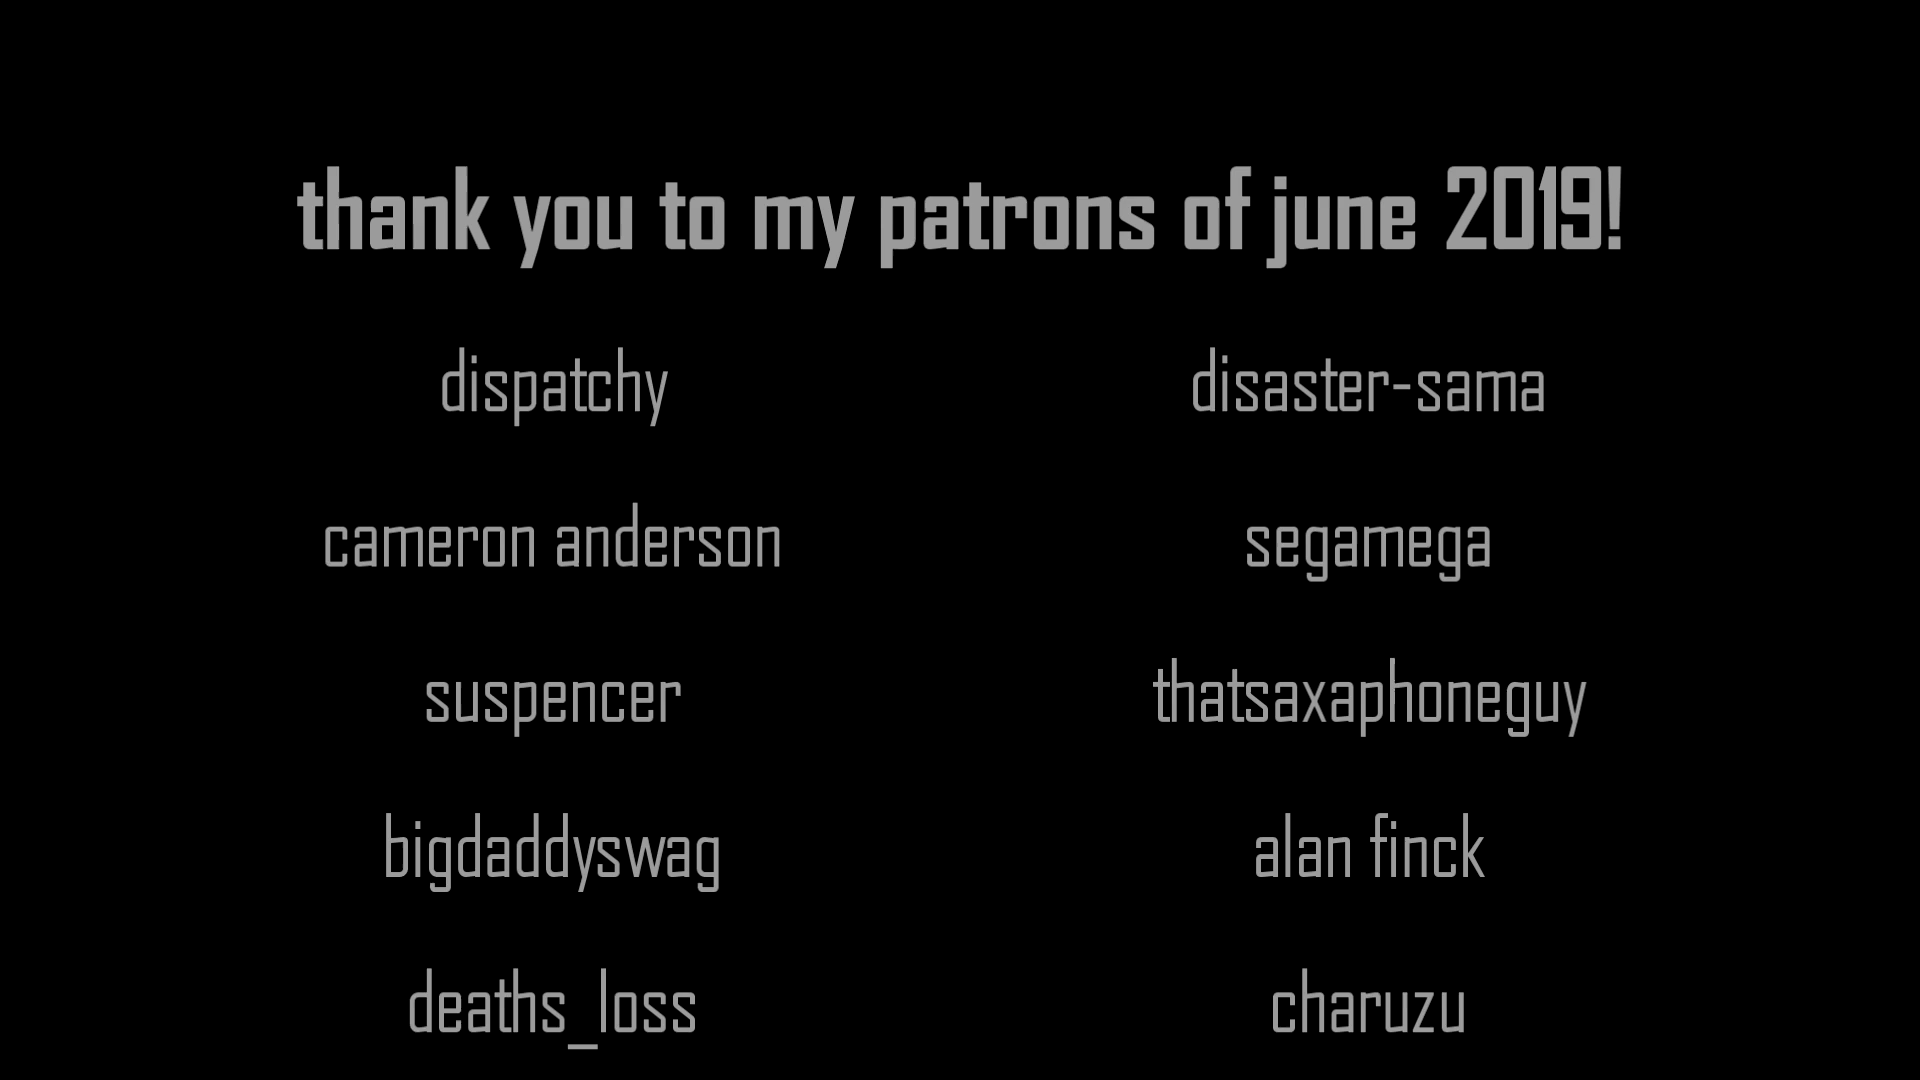 thank you to my patrons of june 2019!
dispatchy disaster-sama
cameron anderson segamega
suspencer thatsaxaphoneguy
bigdaddyswag alan finck
deaths_loss charuzu